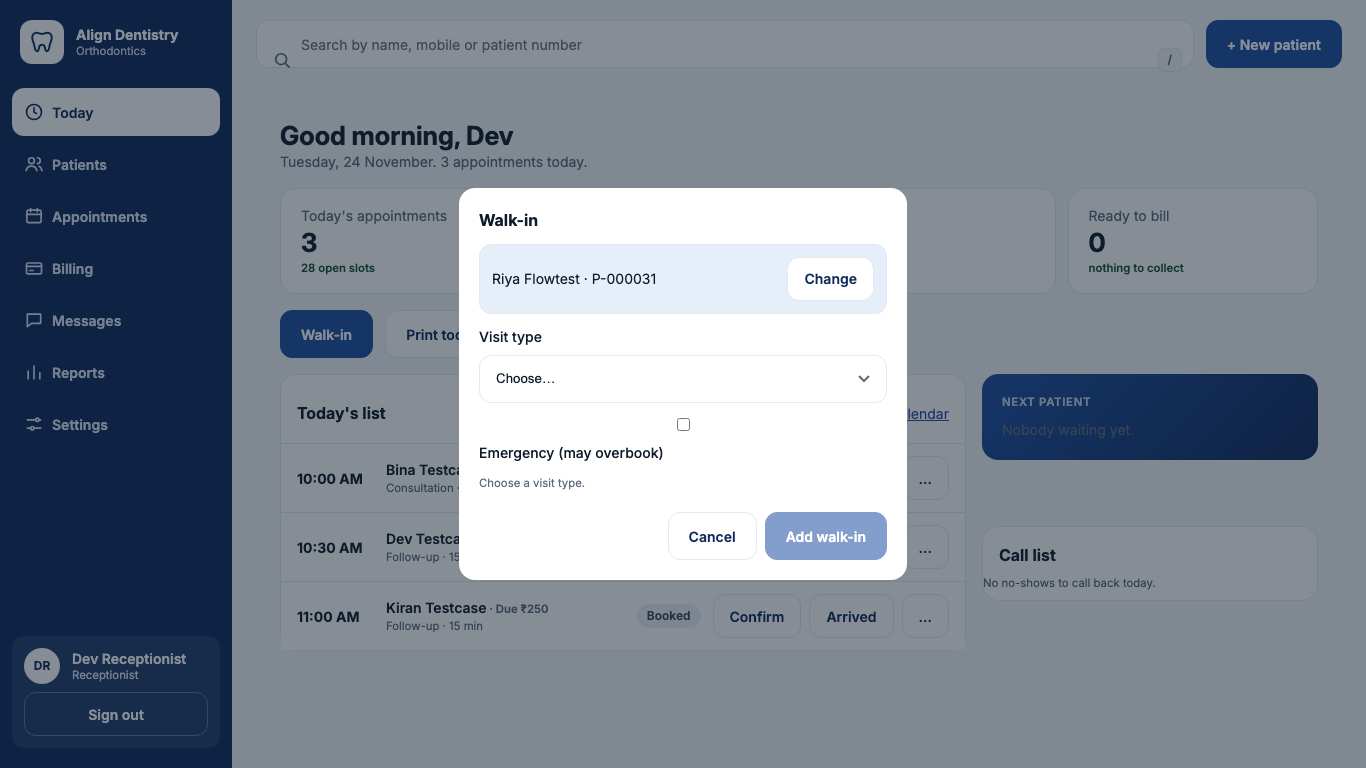 Align Dentistry
Orthodontics
Today
Patients
Appointments
Billing
Messages
Reports
Settings
DR
Dev Receptionist
Receptionist
Sign out
Search by name, mobile or patient number
/
+ New patient
Good morning, Dev
Tuesday, 24 November. 3 appointments today.
Today's appointments
3
28 open slots
Ready to bill
0
nothing to collect
Walk-in
Print too
Today's list
lendar
10:00 AM
Bina Testca
Consultation ·
...
10:30 AM
Dev Testca
Follow-up · 15
...
11:00 AM
Kiran Testcase · Due ₹250
Follow-up · 15 min
Booked
Confirm
Arrived
...
NEXT PATIENT
Nobody waiting yet.
Call list
No no-shows to call back today.
Walk-in
Riya Flowtest · P-000031
Change
Visit type
Choose...
Emergency (may overbook)
Choose a visit type.
Cancel
Add walk-in